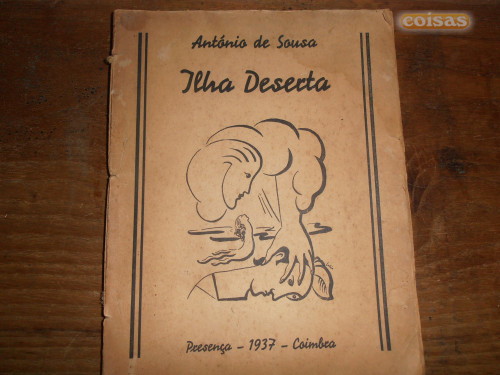 coisas
António de Sousa
Ilha Deserta
Presença - 1937 - Coimbra